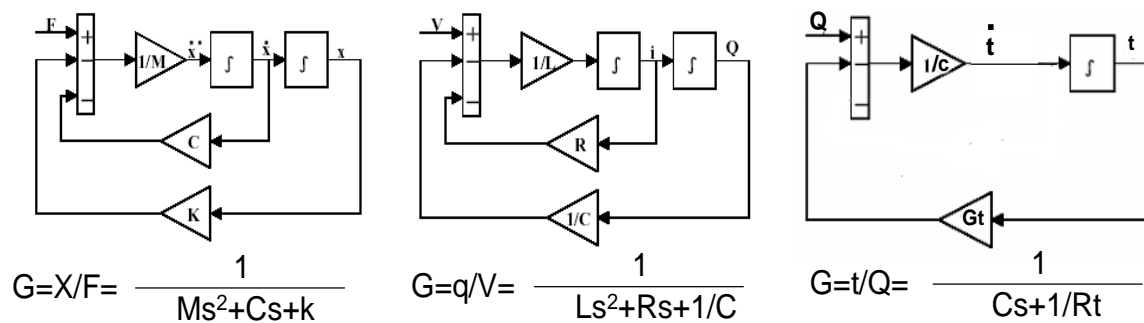 F + − − 1/M ẍ ∫ ẋ ∫ x
C
K
G=X/F= 1
Ms²+Cs+k
V + − − 1/L ∫ i ∫ Q
R
1/C
G=q/V= 1
Ls²+Rs+1/C
Q + − − 1/c ṫ ∫ t
Gt
G=t/Q= 1
Cs+1/Rt